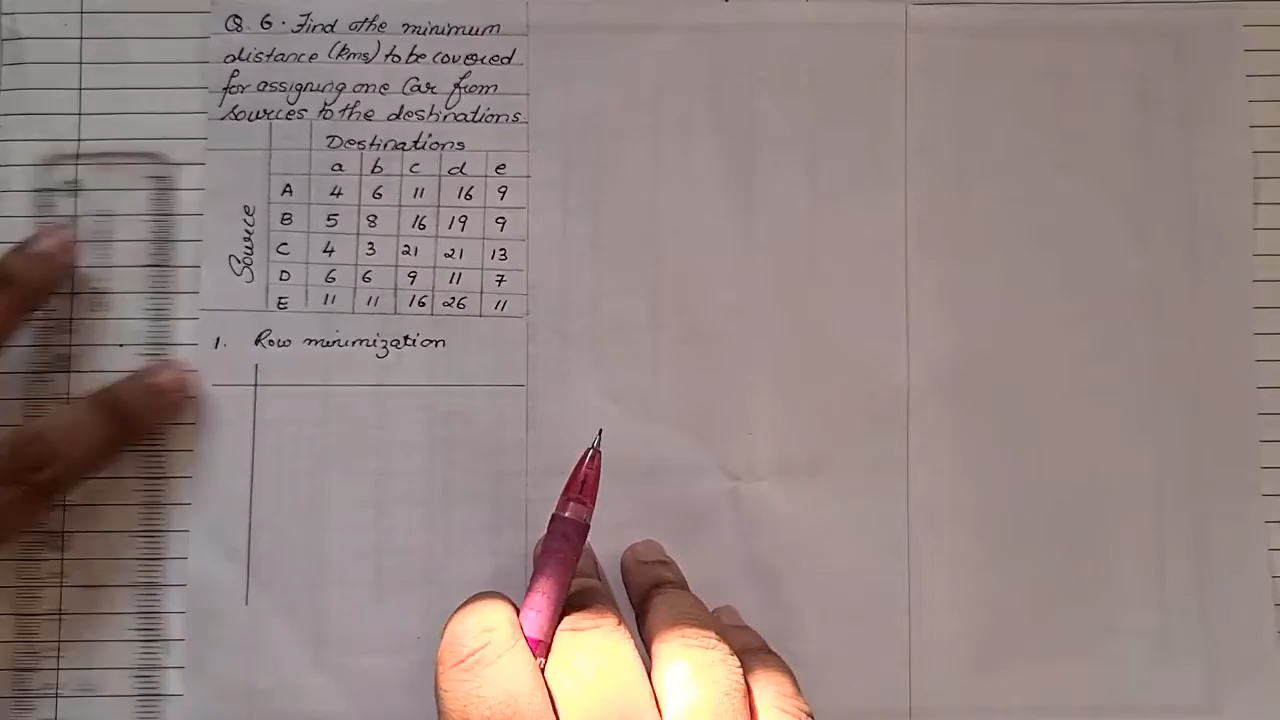 Q. 6. Find the minimum
distance (kms) to be covered
for assigning one Car from
sources to the destinations.
Destinations
a b c d e
Source
A 4 6 11 16 9
B 5 8 16 19 9
C 4 3 21 21 13
D 6 6 9 11 7
E 11 11 16 26 11
1. Row minimization